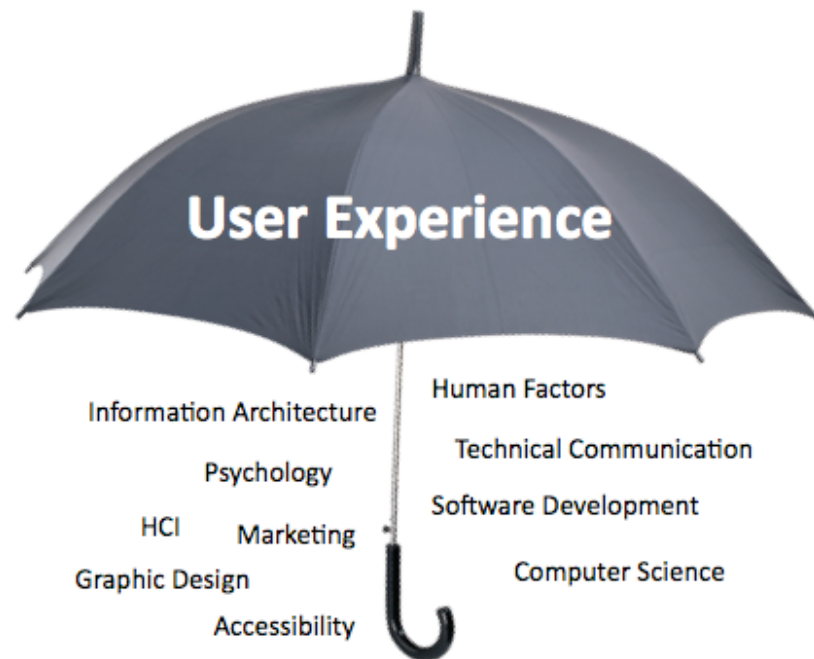 User Experience
Information Architecture
Psychology
HCI
Marketing
Graphic Design
Accessibility
Human Factors
Technical Communication
Software Development
Computer Science